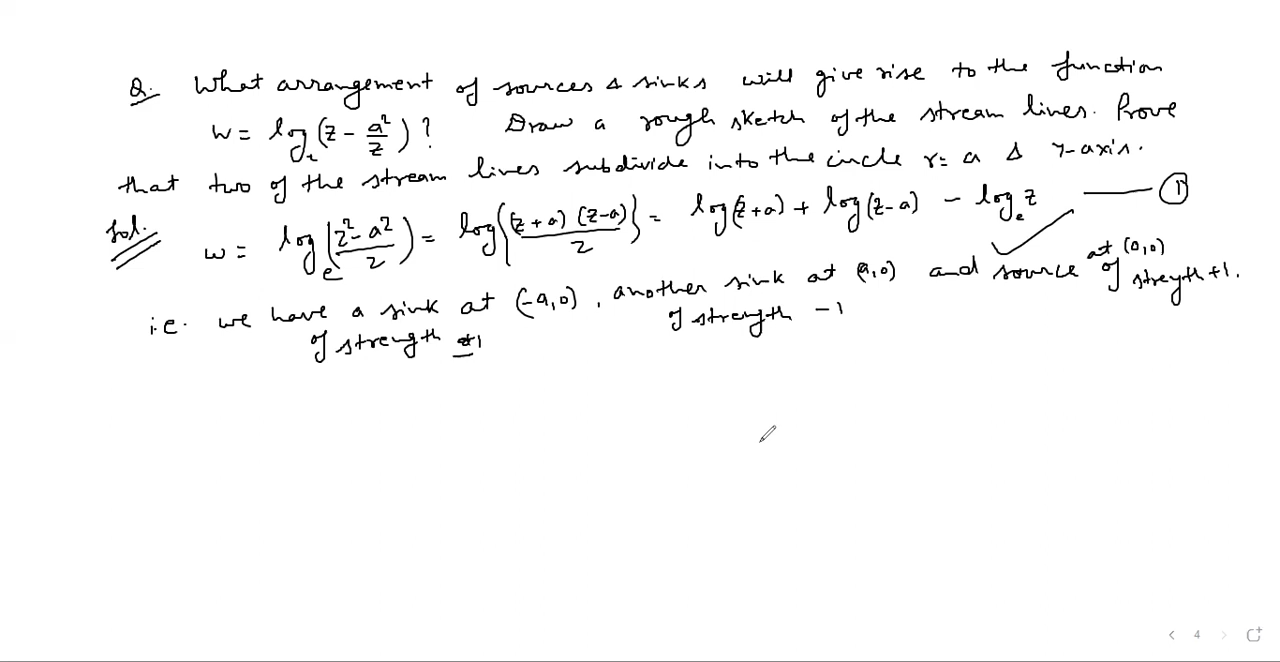 Q. What arrangement of sources & sinks will give rise to the function
w = log_e (z - a²/z) ? Draw a rough sketch of the stream lines. Prove
that two of the stream lines subdivide into the circle r = a & y-axis.
Sol. w = log_e (z² - a² / z) = log {(z + a) (z - a) / z} = log(z + a) + log(z - a) - log_e z —— ①
i.e. we have a sink at (-a, 0), another sink at (a, 0) and source at (0,0) of strength +1.
of strength -1 of strength -1
4